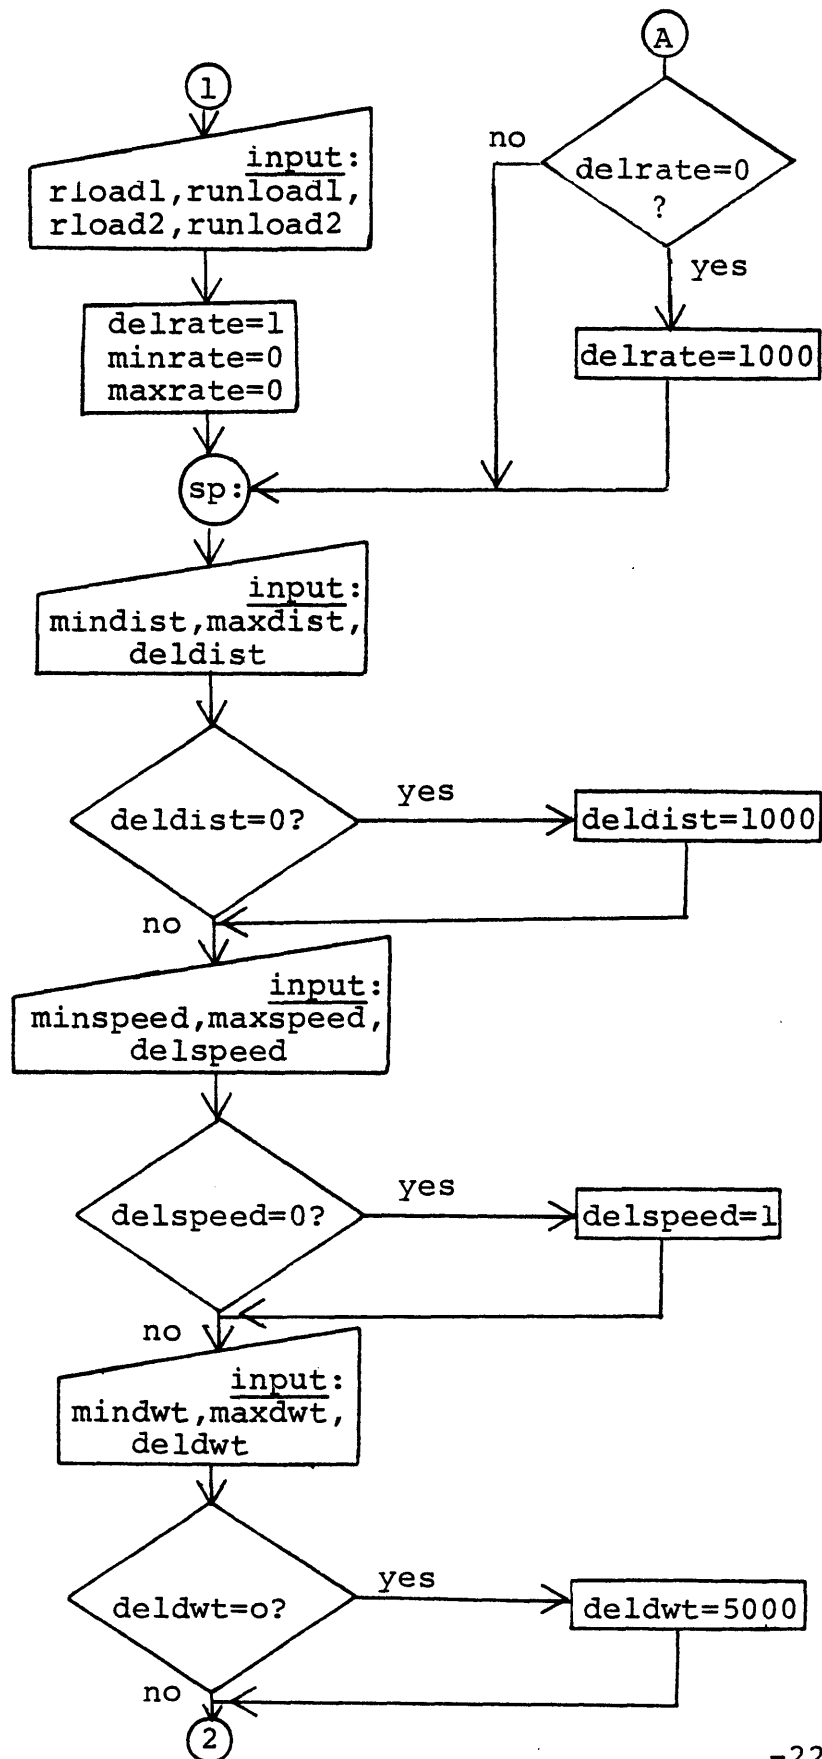 1
input:
rload1,runload1,
rload2,runload2
delrate=1
minrate=0
maxrate=0
A
delrate=0
?
no
yes
delrate=1000
sp:
input:
mindist,maxdist,
deldist
deldist=0?
yes
deldist=1000
no
input:
minspeed,maxspeed,
delspeed
delspeed=0?
yes
delspeed=1
no
input:
mindwt,maxdwt,
deldwt
deldwt=o?
yes
deldwt=5000
no
2
-22